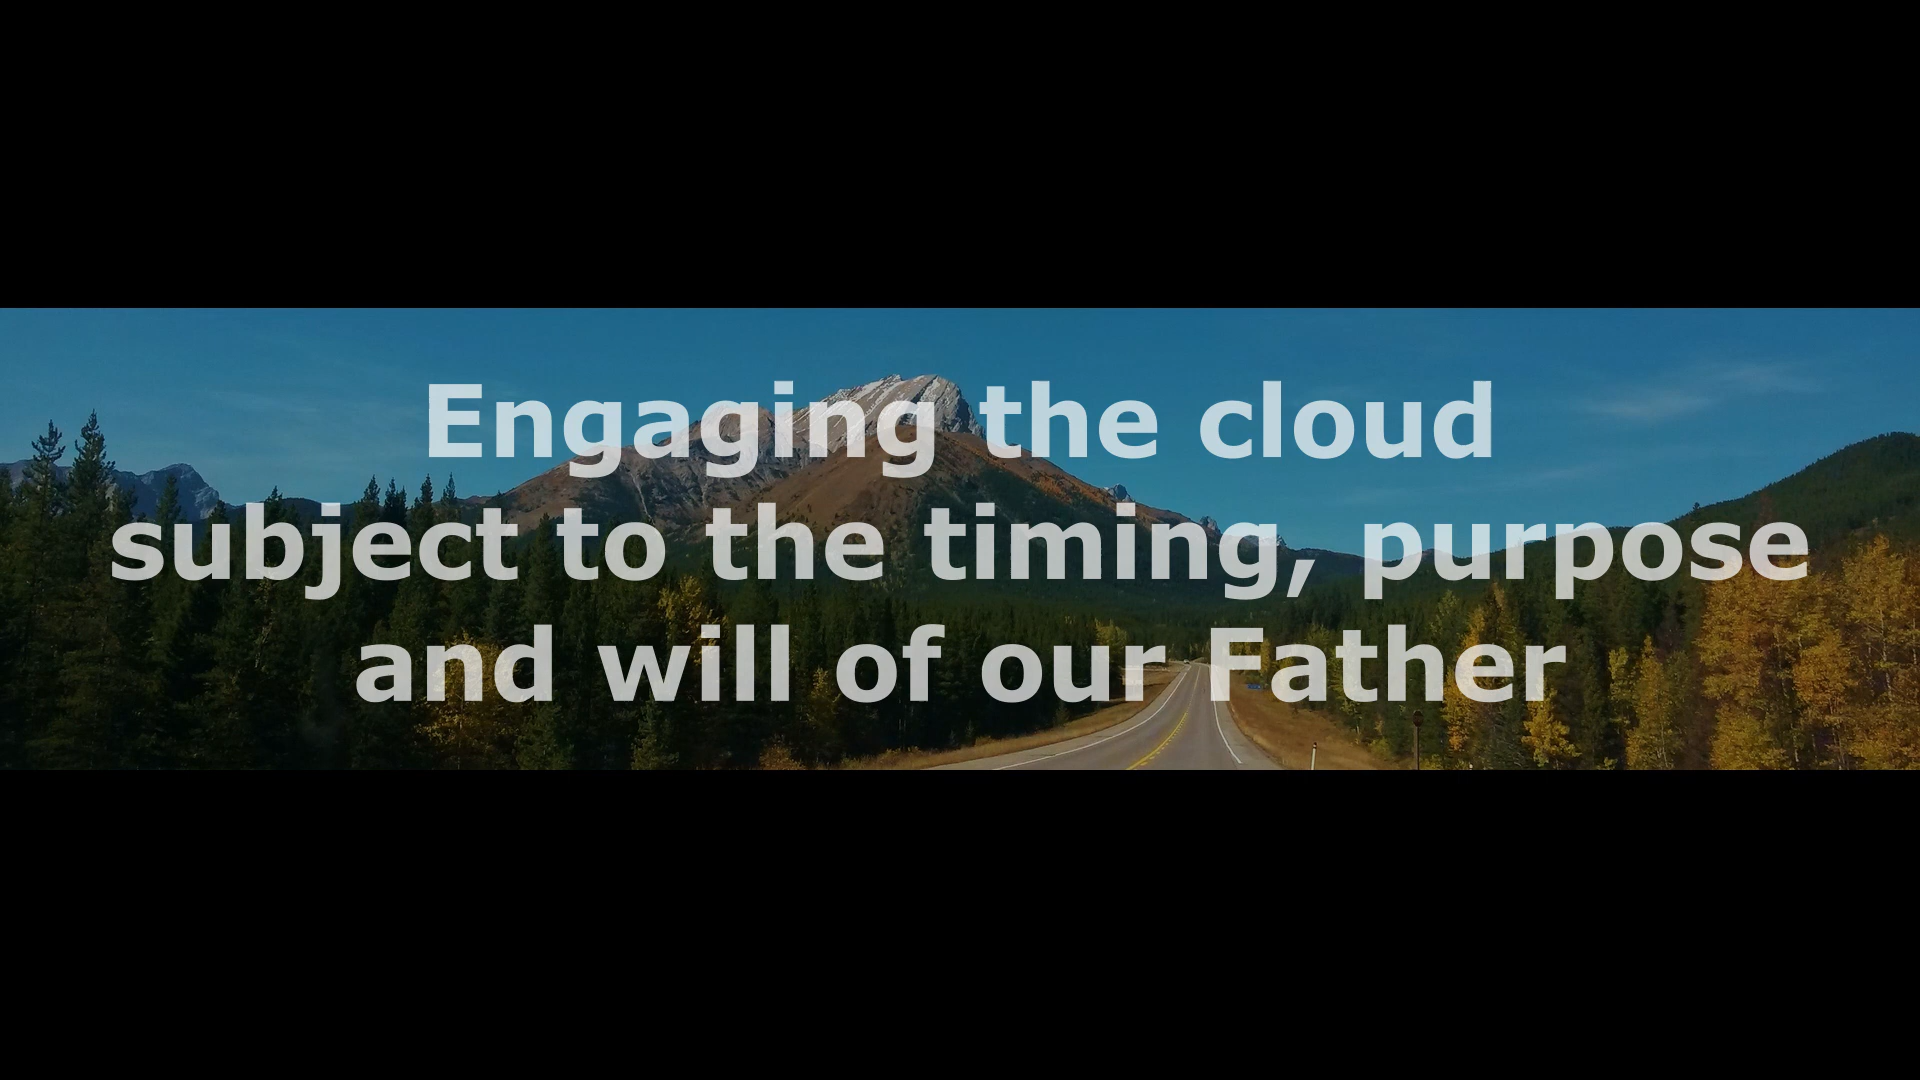 Engaging the cloud
subject to the timing, purpose
and will of our Father